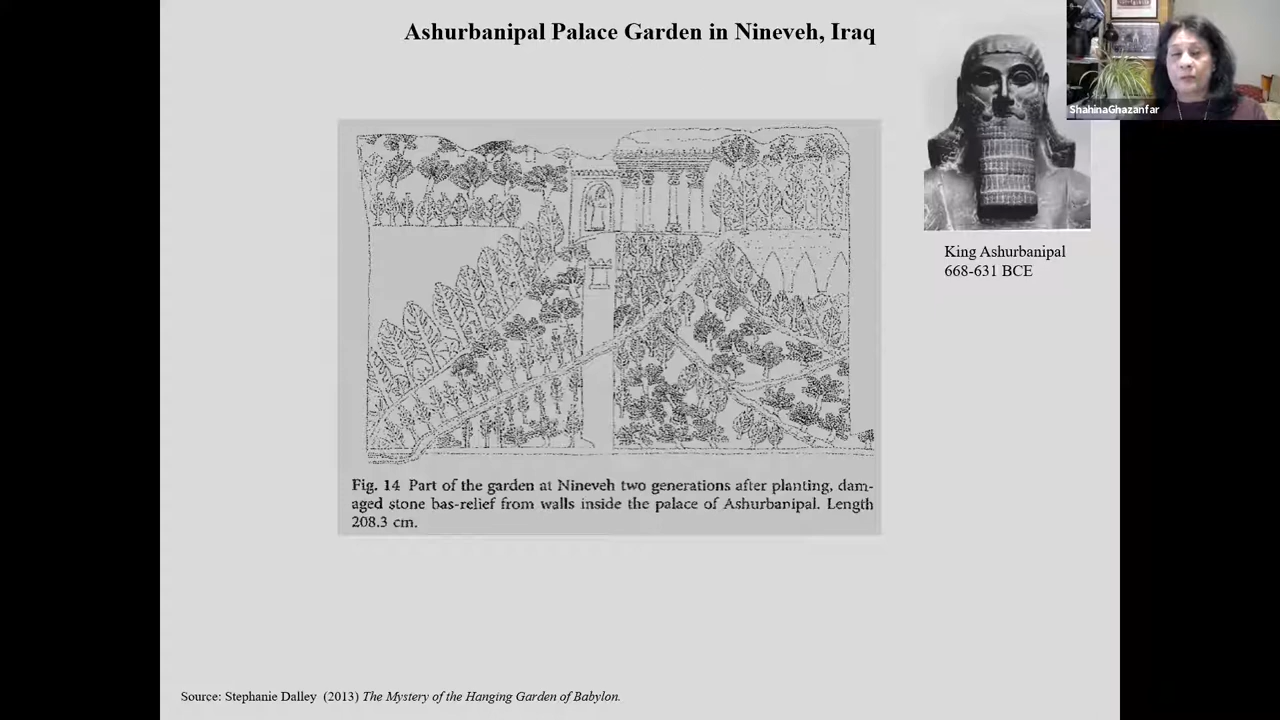 Ashurbanipal Palace Garden in Nineveh, Iraq
ShahinaGhazanfar
King Ashurbanipal
668-631 BCE
Fig. 14 Part of the garden at Nineveh two generations after planting, dam-
aged stone bas-relief from walls inside the palace of Ashurbanipal. Length
208.3 cm.
Source: Stephanie Dalley (2013) The Mystery of the Hanging Garden of Babylon.